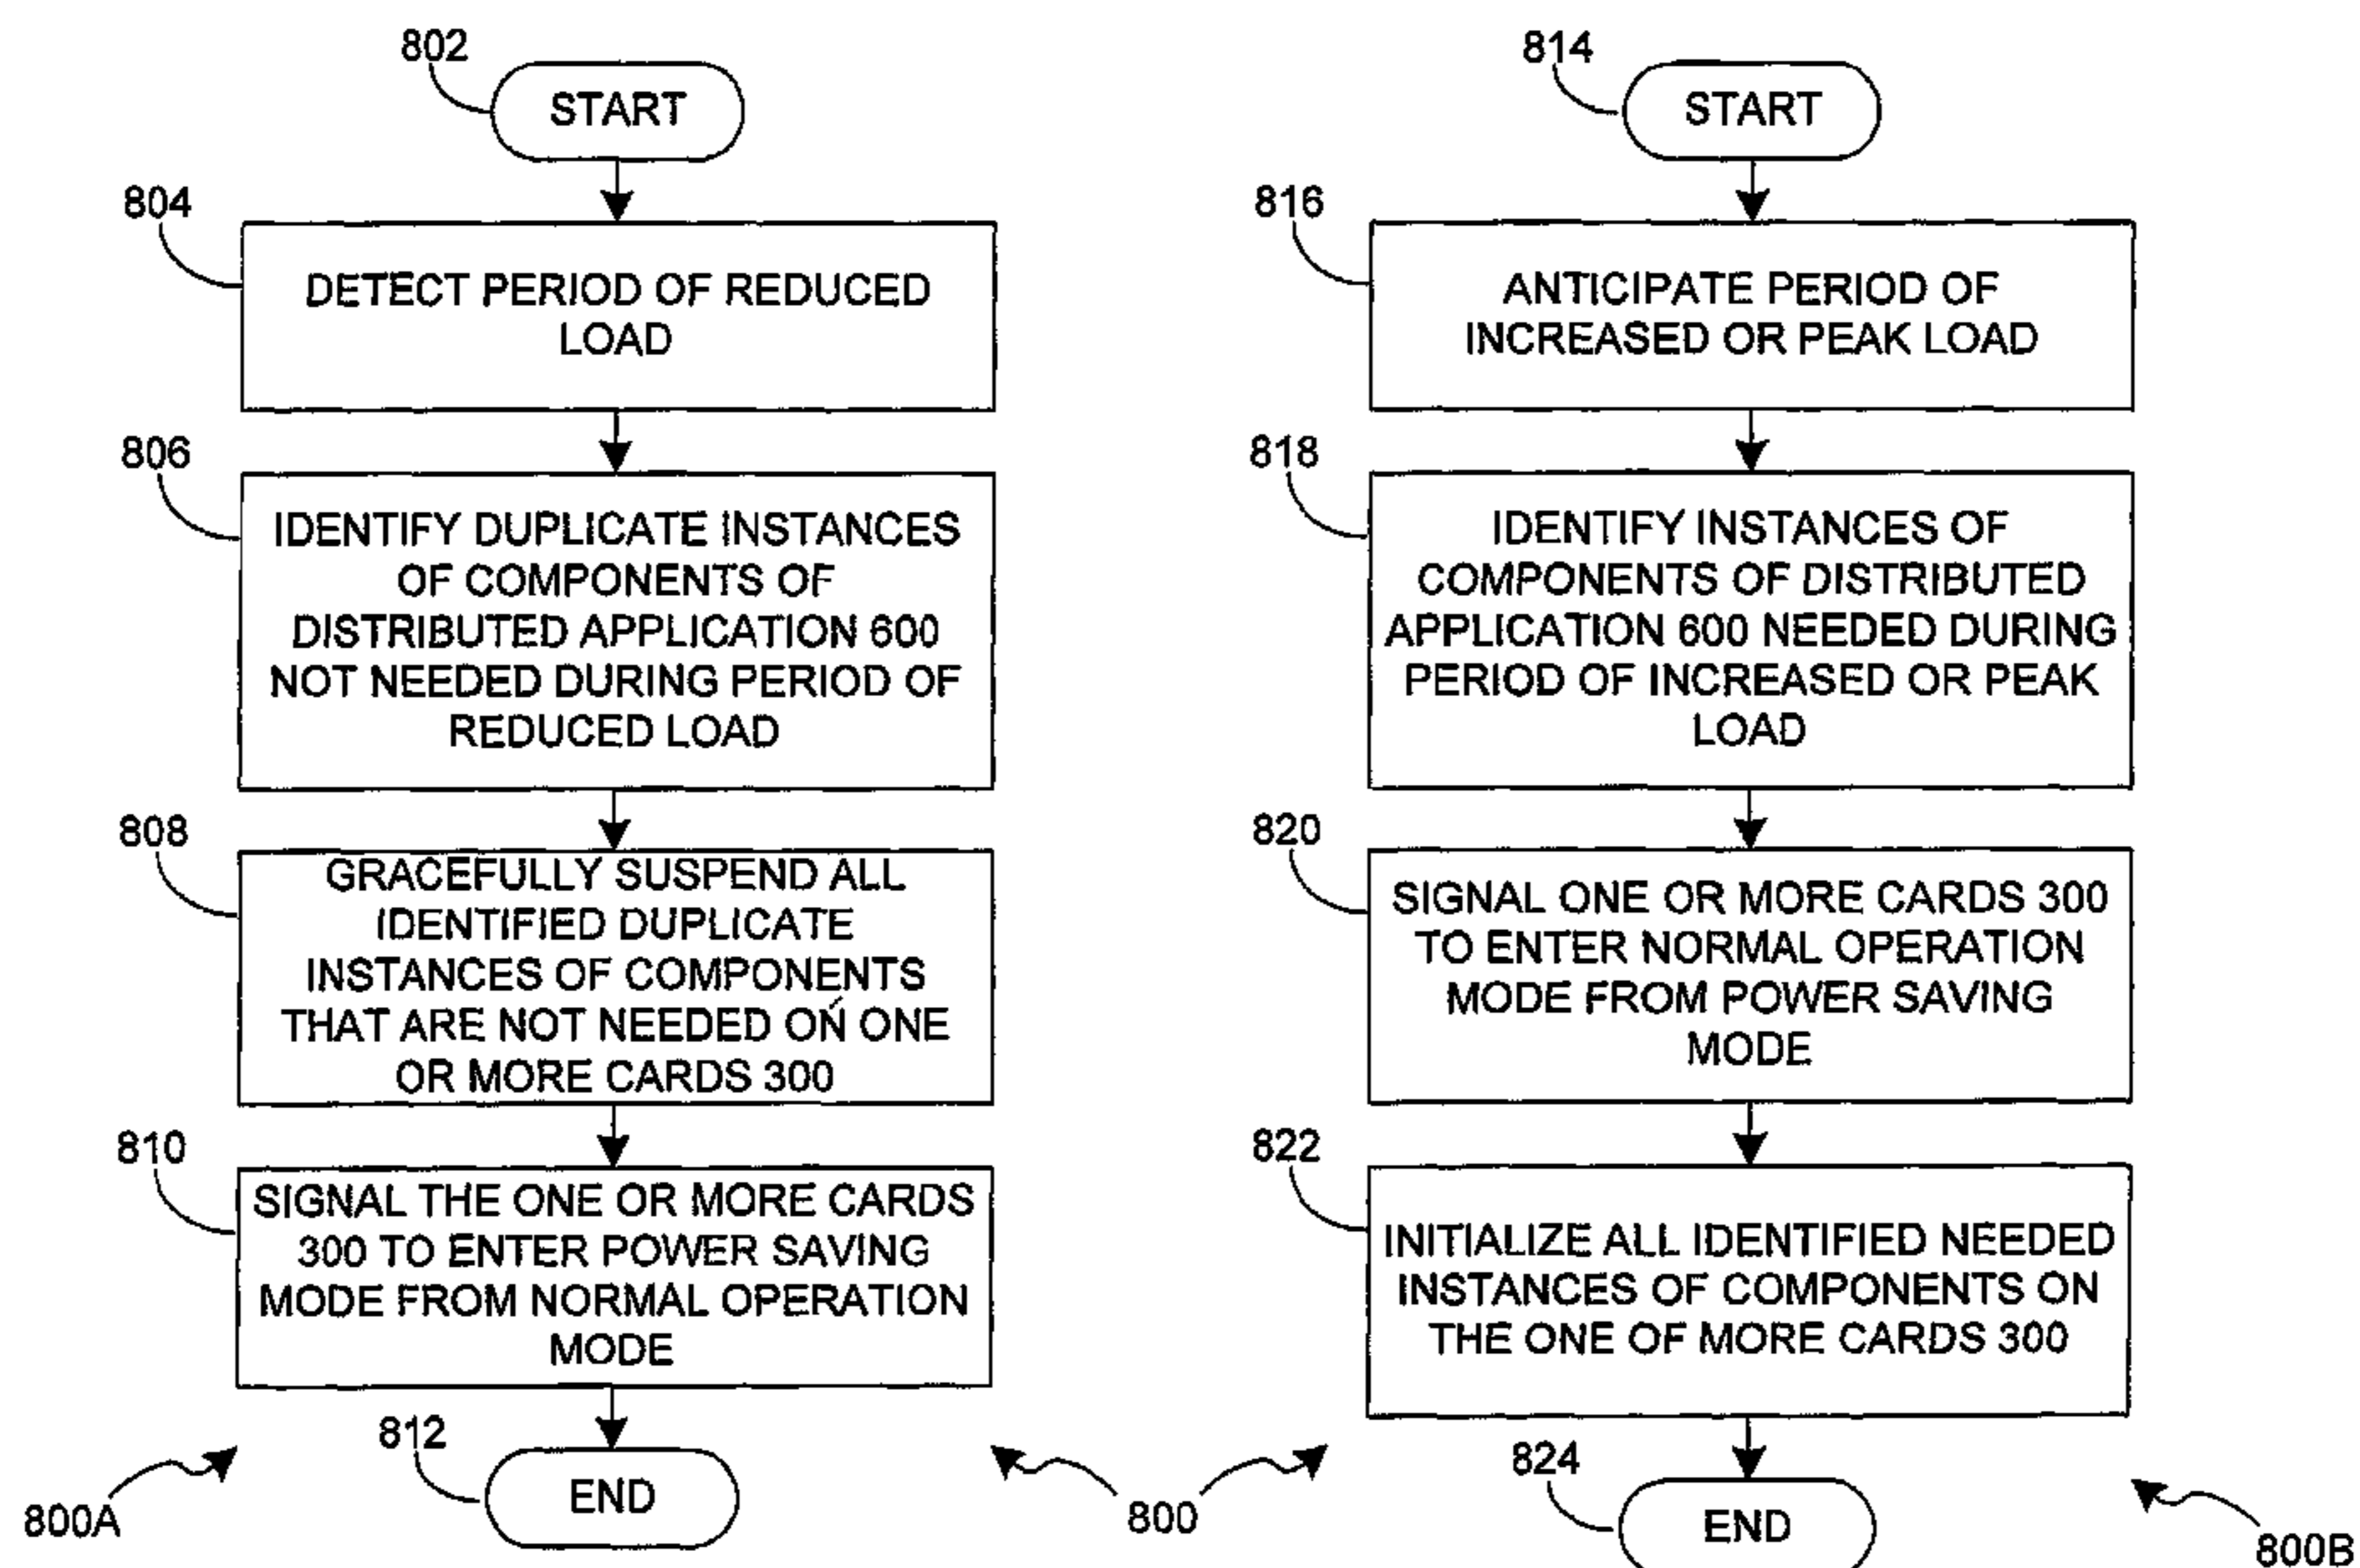 802
START
804
DETECT PERIOD OF REDUCED
LOAD
806
IDENTIFY DUPLICATE INSTANCES
OF COMPONENTS OF
DISTRIBUTED APPLICATION 600
NOT NEEDED DURING PERIOD OF
REDUCED LOAD
808
GRACEFULLY SUSPEND ALL
IDENTIFIED DUPLICATE
INSTANCES OF COMPONENTS
THAT ARE NOT NEEDED ON ONE
OR MORE CARDS 300
810
SIGNAL THE ONE OR MORE CARDS
300 TO ENTER POWER SAVING
MODE FROM NORMAL OPERATION
MODE
812
END
800A
800
814
START
816
ANTICIPATE PERIOD OF
INCREASED OR PEAK LOAD
818
IDENTIFY INSTANCES OF
COMPONENTS OF DISTRIBUTED
APPLICATION 600 NEEDED DURING
PERIOD OF INCREASED OR PEAK
LOAD
820
SIGNAL ONE OR MORE CARDS 300
TO ENTER NORMAL OPERATION
MODE FROM POWER SAVING
MODE
822
INITIALIZE ALL IDENTIFIED NEEDED
INSTANCES OF COMPONENTS ON
THE ONE OF MORE CARDS 300
824
END
800B